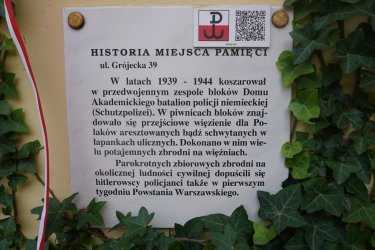 HISTORIA MIEJSCA PAMIĘCI
ul. Grójecka 39
W latach 1939 - 1944 koszarował
w przedwojennym zespole bloków Domu
Akademickiego batalion policji niemieckiej
(Schutzpolizei). W piwnicach bloków znaj-
dowało się przejściowe więzienie dla Po-
laków aresztowanych bądź schwytanych w
łapankach ulicznych. Dokonano w nim wie-
lu potajemnych zbrodni na więźniach.
Parokrotnych zbiorowych zbrodni na
okolicznej ludności cywilnej dopuścili się
hitlerowscy policjanci także w pierwszym
tygodniu Powstania Warszawskiego.